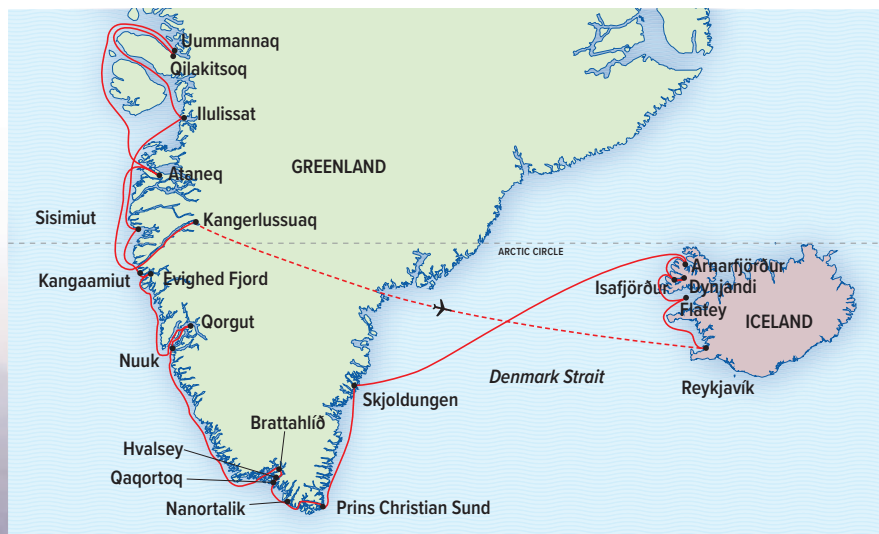 Uummannaq
Qilakitsoq
Ilulissat
GREENLAND
Ataneq
Sisimiut
Kangerlussuaq
ARCTIC CIRCLE
Kangaamiut
Evighed Fjord
Arnarfjörður
Isafjörður
Dynjandi
Flatey
Qorgut
ICELAND
Nuuk
Denmark Strait
Reykjavík
Skjoldungen
Brattahlíð
Hvalsey
Qaqortoq
Nanortalik
Prins Christian Sund